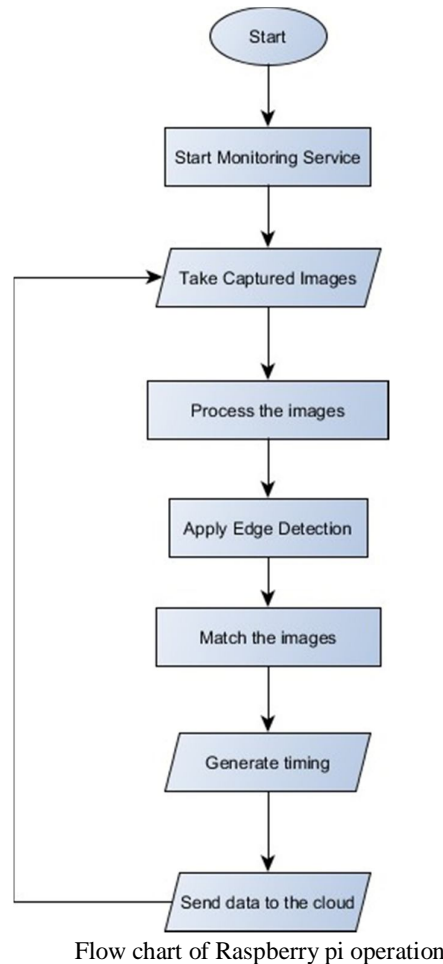 Start
Start Monitoring Service
Take Captured Images
Process the images
Apply Edge Detection
Match the images
Generate timing
Send data to the cloud
Flow chart of Raspberry pi operation